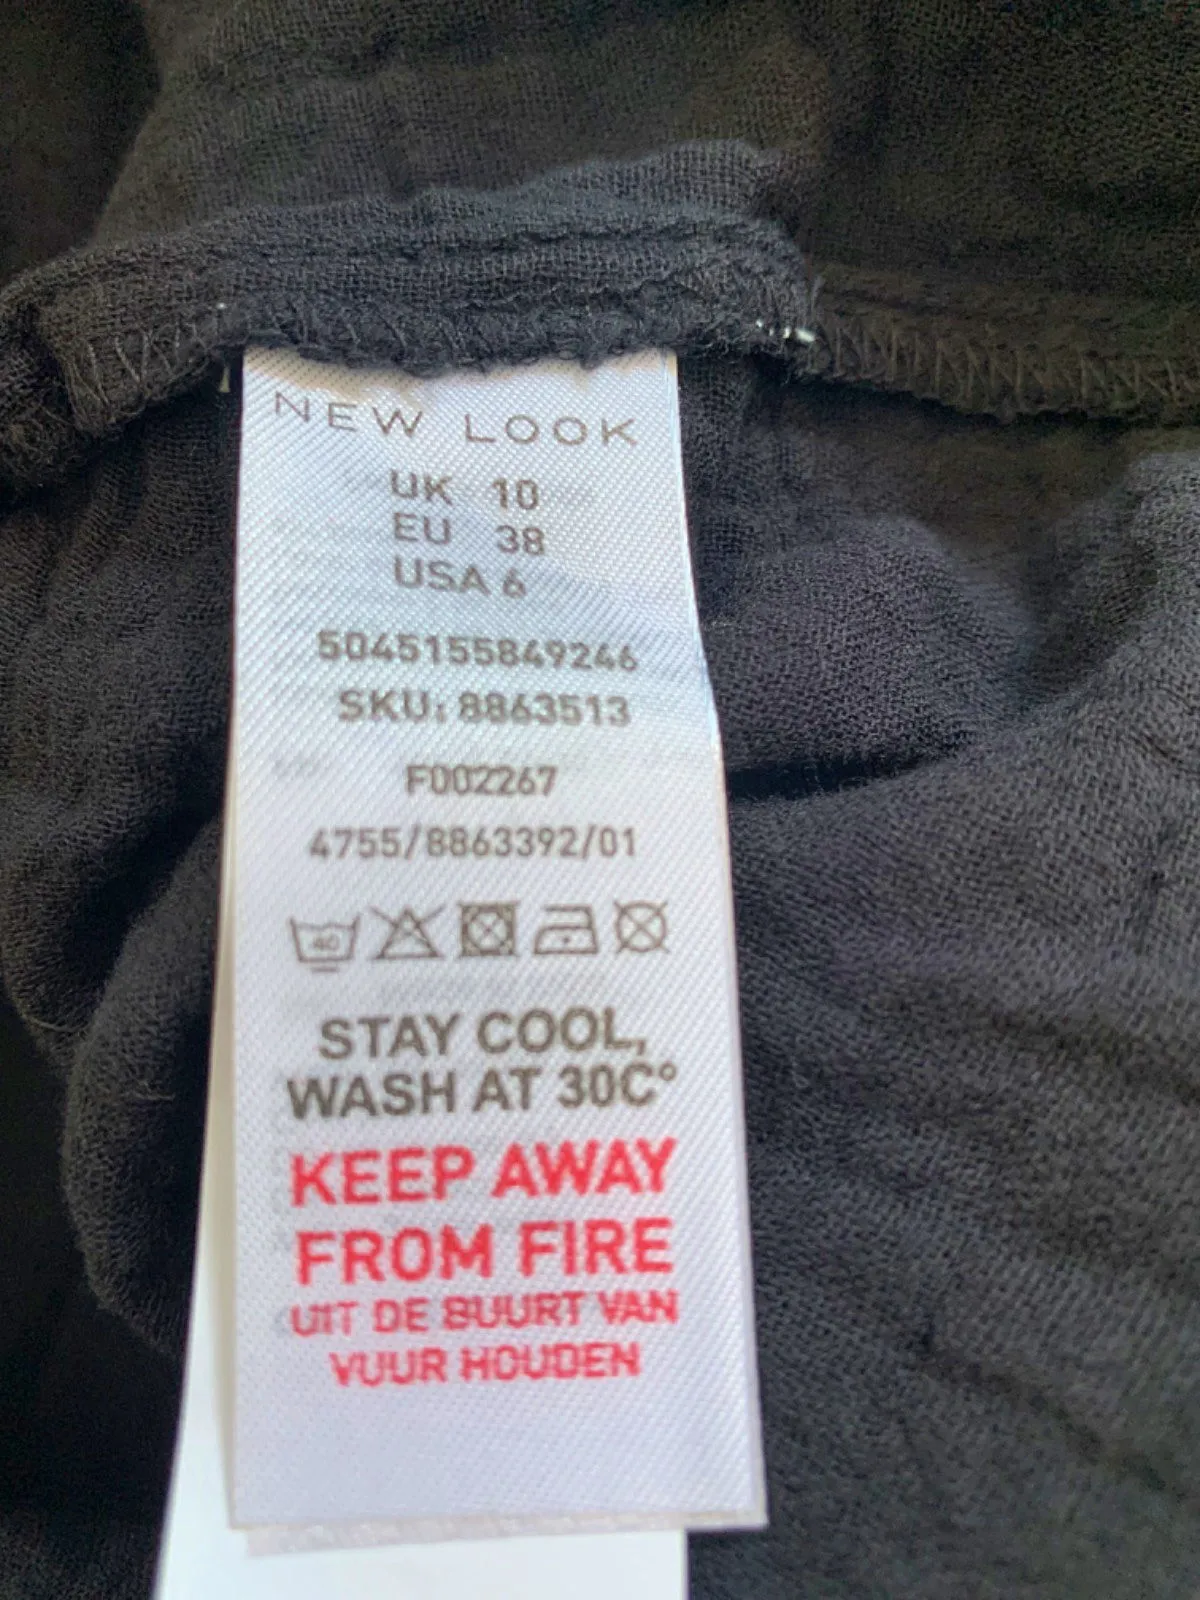 NEW LOOK
UK 10
EU 38
USA 6
5045155849246
SKU: 8863513
F002267
4755/8863392/01
40
STAY COOL,
WASH AT 30C°
KEEP AWAY
FROM FIRE
UIT DE BUURT VAN
VUUR HOUDEN